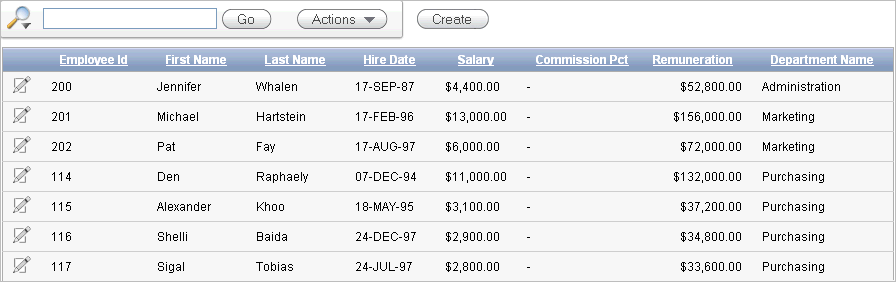 Go Actions Create
Employee Id First Name Last Name Hire Date Salary Commission Pct Remuneration Department Name
200 Jennifer Whalen 17-SEP-87 $4,400.00 - $52,800.00 Administration
201 Michael Hartstein 17-FEB-96 $13,000.00 - $156,000.00 Marketing
202 Pat Fay 17-AUG-97 $6,000.00 - $72,000.00 Marketing
114 Den Raphaely 07-DEC-94 $11,000.00 - $132,000.00 Purchasing
115 Alexander Khoo 18-MAY-95 $3,100.00 - $37,200.00 Purchasing
116 Shelli Baida 24-DEC-97 $2,900.00 - $34,800.00 Purchasing
117 Sigal Tobias 24-JUL-97 $2,800.00 - $33,600.00 Purchasing